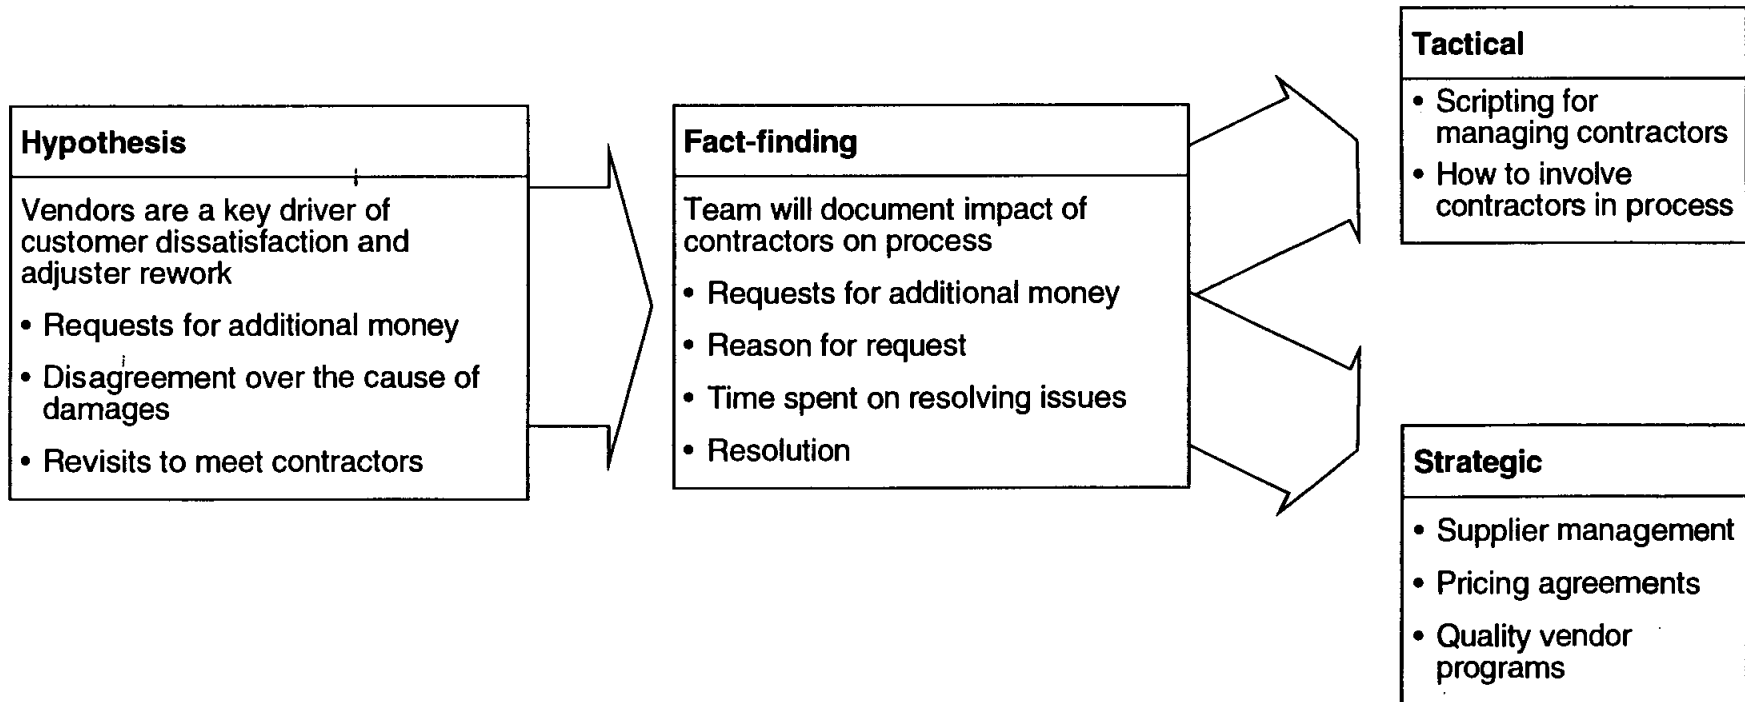 Hypothesis
Vendors are a key driver of
customer dissatisfaction and
adjuster rework
• Requests for additional money
• Disagreement over the cause of
damages
• Revisits to meet contractors
Fact-finding
Team will document impact of
contractors on process
• Requests for additional money
• Reason for request
• Time spent on resolving issues
• Resolution
Tactical
• Scripting for
managing contractors
• How to involve
contractors in process
Strategic
• Supplier management
• Pricing agreements
• Quality vendor
programs